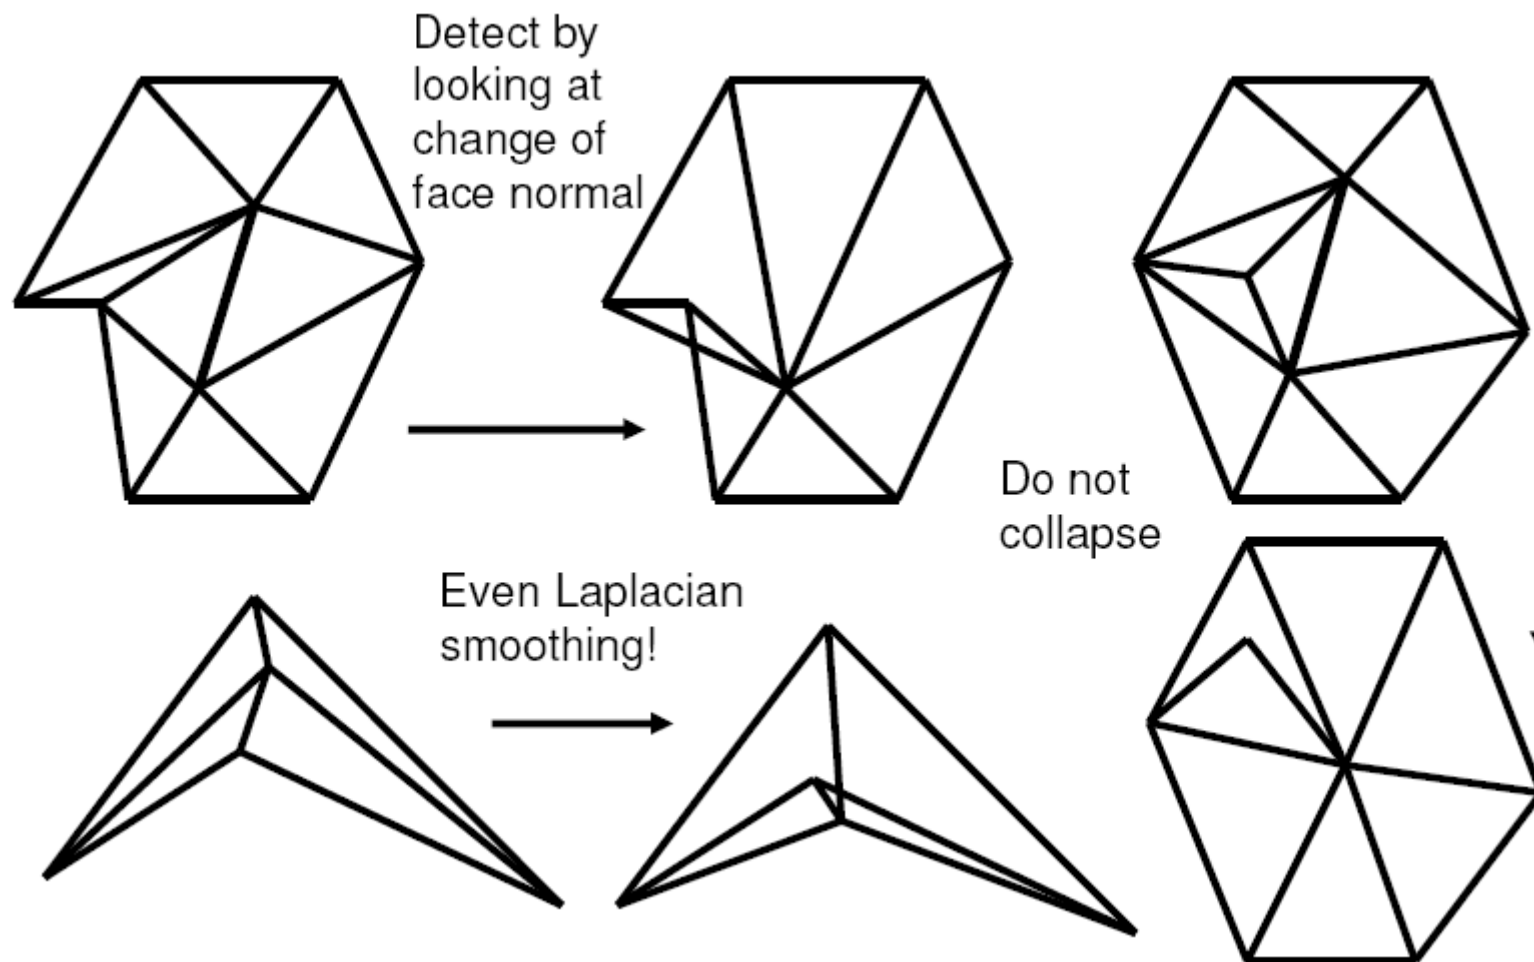 Detect by
looking at
change of
face normal
Do not
collapse
Even Laplacian
smoothing!